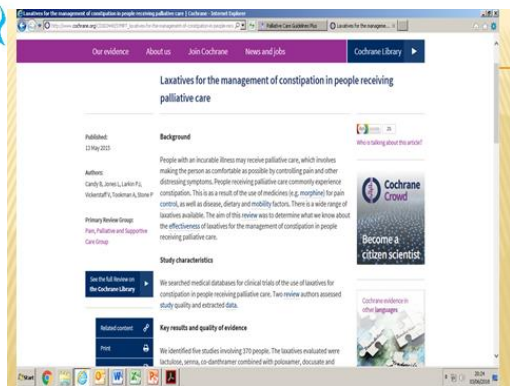 Laxatives for the management of constipation in people receiving palliative care | Cochrane - Internet Explorer
Palliative Care Guidelines Plus
Our evidence
About us
Join Cochrane
News and jobs
Cochrane Library
Laxatives for the management of constipation in people receiving
palliative care
Published:
12 May 2015
Authors:
Candy B, Jones L, Larkin PJ,
Vickerstaff V, Tookman A, Stone P
Primary Review Group:
Pain, Palliative and Supportive
Care Group
See the full Review on
the Cochrane Library
Related content
Print
Background
People with an incurable illness may receive palliative care, which involves
making the person as comfortable as possible by controlling pain and other
distressing symptoms. People receiving palliative care commonly experience
constipation. This is as a result of the use of medicines (e.g. morphine) for pain
control, as well as disease, dietary and mobility factors. There is a wide range of
laxatives available. The aim of this review was to determine what we know about
the effectiveness of laxatives for the management of constipation in people
receiving palliative care.
Study characteristics
We searched medical databases for clinical trials of the use of laxatives for
constipation in people receiving palliative care. Two review authors assessed
study quality and extracted data.
Key results and quality of evidence
We identified five studies involving 370 people. The laxatives evaluated were
lactulose, senna, co-danthramer combined with poloxamer, docusate and
Who is talking about this article?
Cochrane
Crowd
Become a
citizen scientist
Cochrane evidence in
other languages
Start